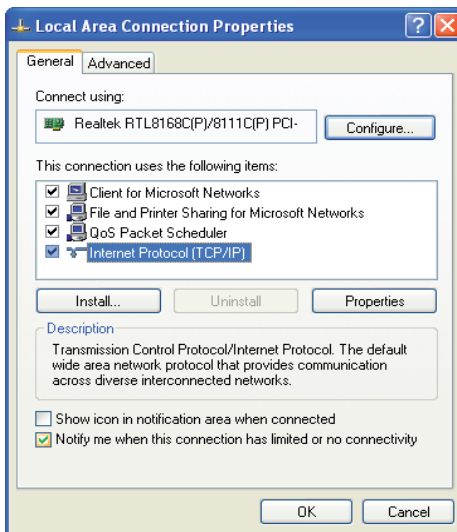 Local Area Connection Properties
General Advanced
Connect using:
Realtek RTL8168C(P)/8111C(P) PCI-
Configure...
This connection uses the following items:
Client for Microsoft Networks
File and Printer Sharing for Microsoft Networks
QoS Packet Scheduler
Internet Protocol (TCP/IP)
Install... Uninstall Properties
Description
Transmission Control Protocol/Internet Protocol. The default
wide area network protocol that provides communication
across diverse interconnected networks.
Show icon in notification area when connected
Notify me when this connection has limited or no connectivity
OK Cancel